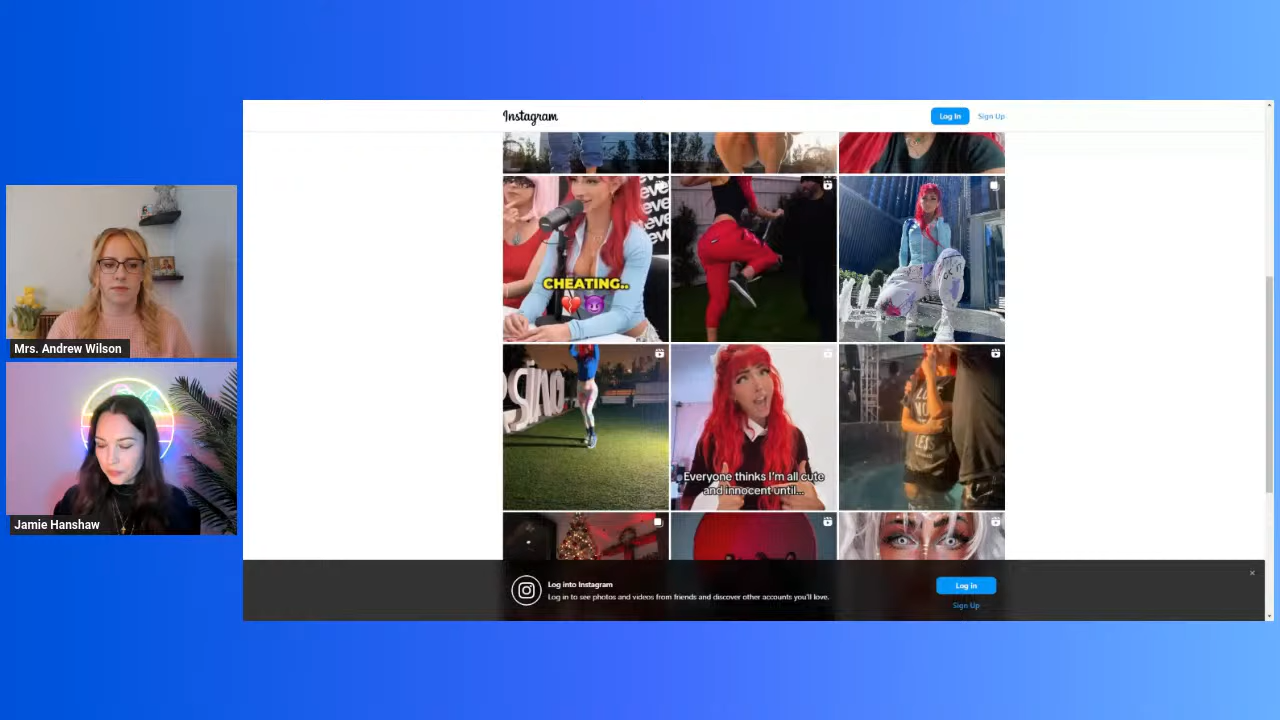 Instagram
Log In
Sign Up
CHEATING..
Everyone thinks I'm all cute
and innocent until...
Mrs. Andrew Wilson
Jamie Hanshaw
Log into Instagram
Log in to see photos and videos from friends and discover other accounts you'll love.
Log in
Sign Up